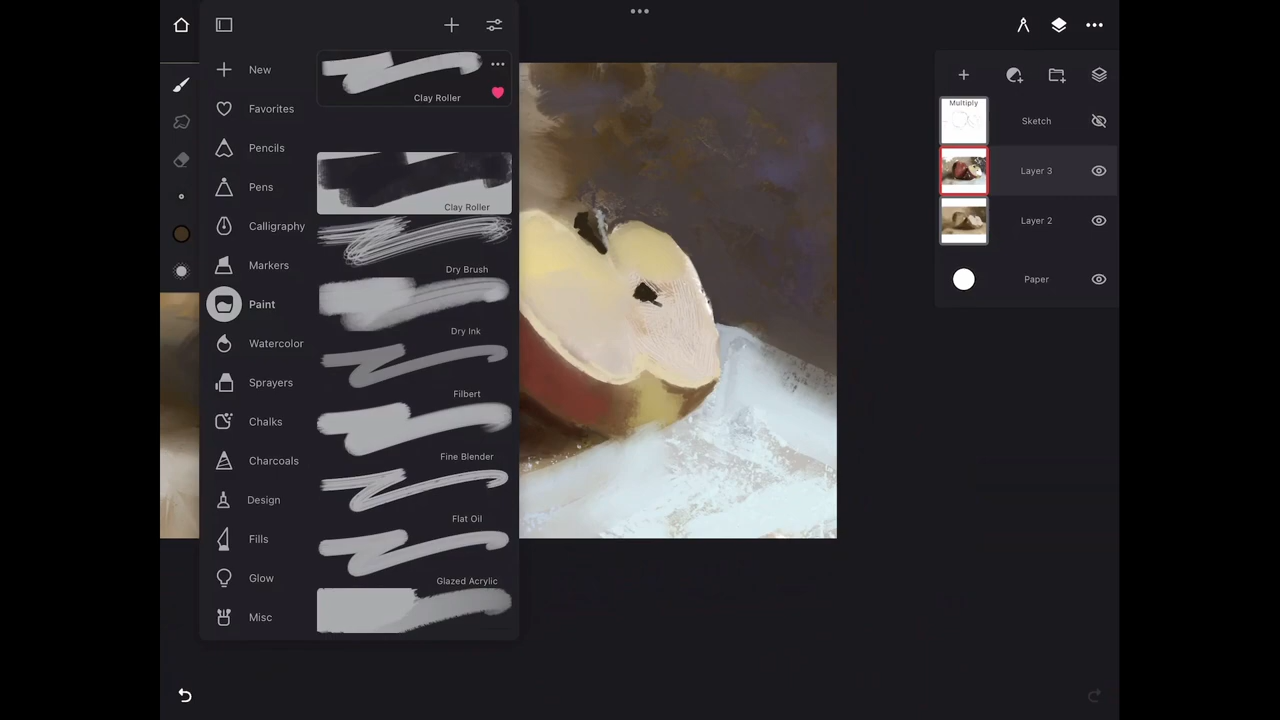 New
Favorites
Pencils
Pens
Calligraphy
Markers
Paint
Watercolor
Sprayers
Chalks
Charcoals
Design
Fills
Glow
Misc
Clay Roller
Clay Roller
Dry Brush
Dry Ink
Filbert
Fine Blender
Flat Oil
Glazed Acrylic
Multiply
Sketch
Layer 3
Layer 2
Paper